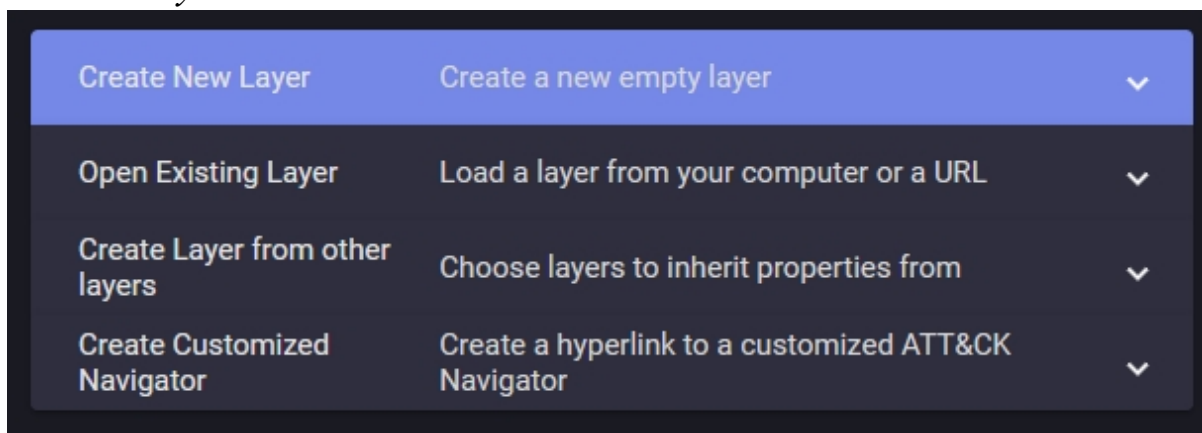 Create New Layer
Create a new empty layer
Open Existing Layer
Load a layer from your computer or a URL
Create Layer from other
layers
Choose layers to inherit properties from
Create Customized
Navigator
Create a hyperlink to a customized ATT&CK
Navigator